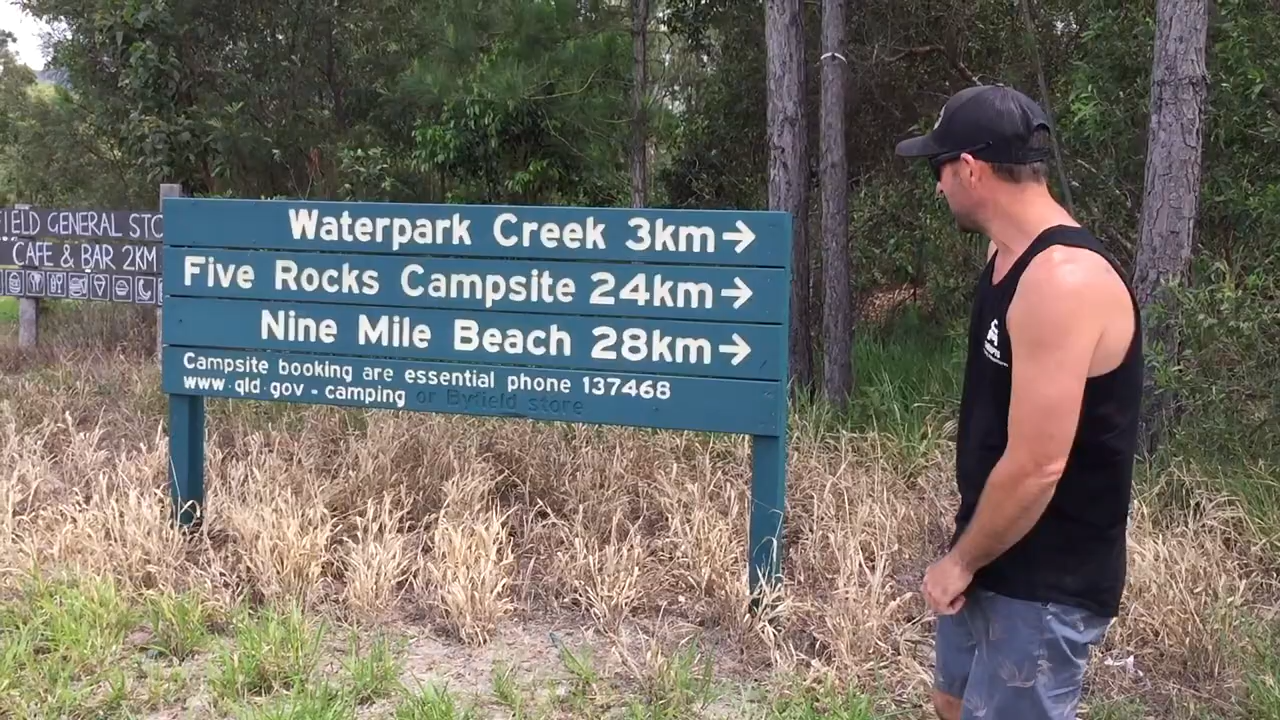 Waterpark Creek 3km→
Five Rocks Campsite 24km→
Nine Mile Beach 28km→
Campsite booking are essential phone 137468
www.qld gov - camping or Byfield store
FIELD GENERAL STO
CAFE & BAR 2KM